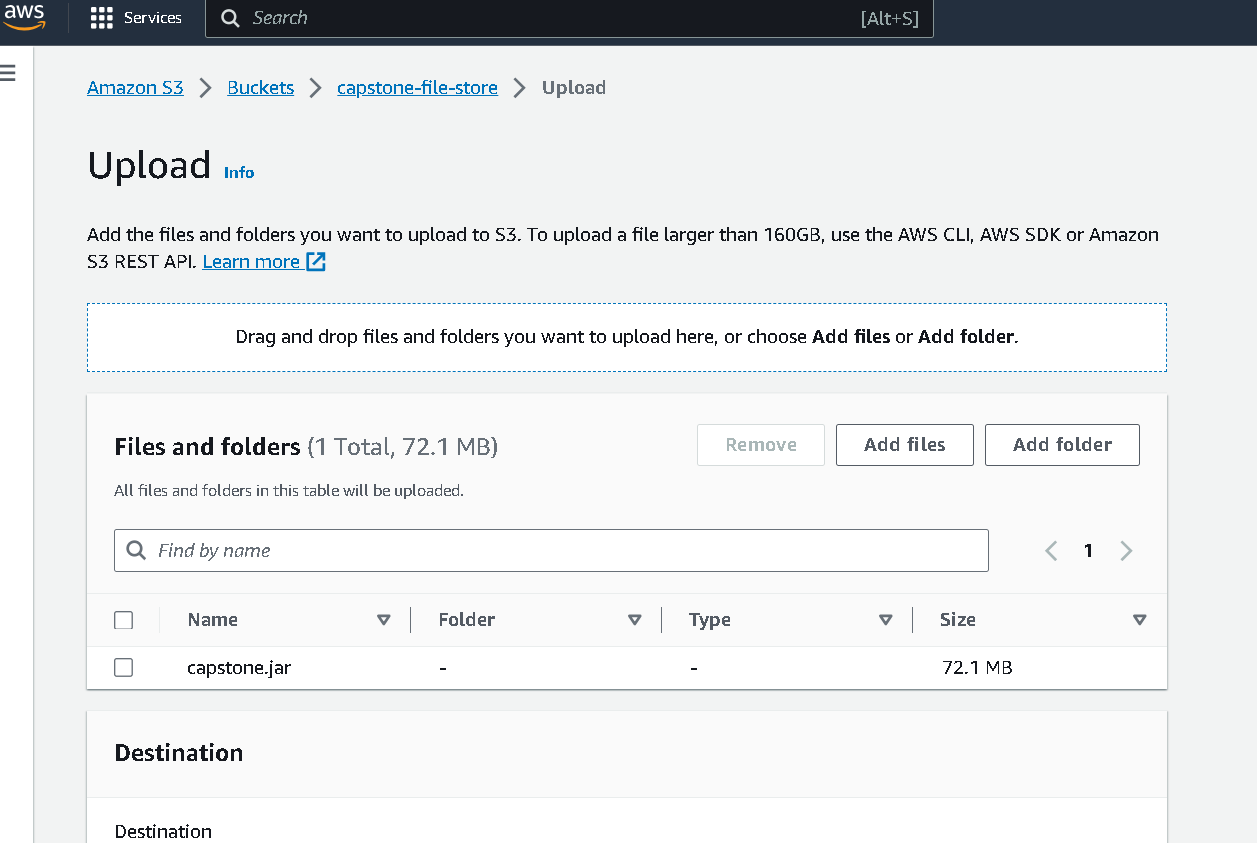 aws Services Search [Alt+S]
Amazon S3 Buckets capstone-file-store Upload
Upload Info
Add the files and folders you want to upload to S3. To upload a file larger than 160GB, use the AWS CLI, AWS SDK or Amazon
S3 REST API. Learn more
Drag and drop files and folders you want to upload here, or choose Add files or Add folder.
Files and folders (1 Total, 72.1 MB) Remove Add files Add folder
All files and folders in this table will be uploaded.
Find by name 1
Name Folder Type Size
capstone.jar - - 72.1 MB
Destination
Destination